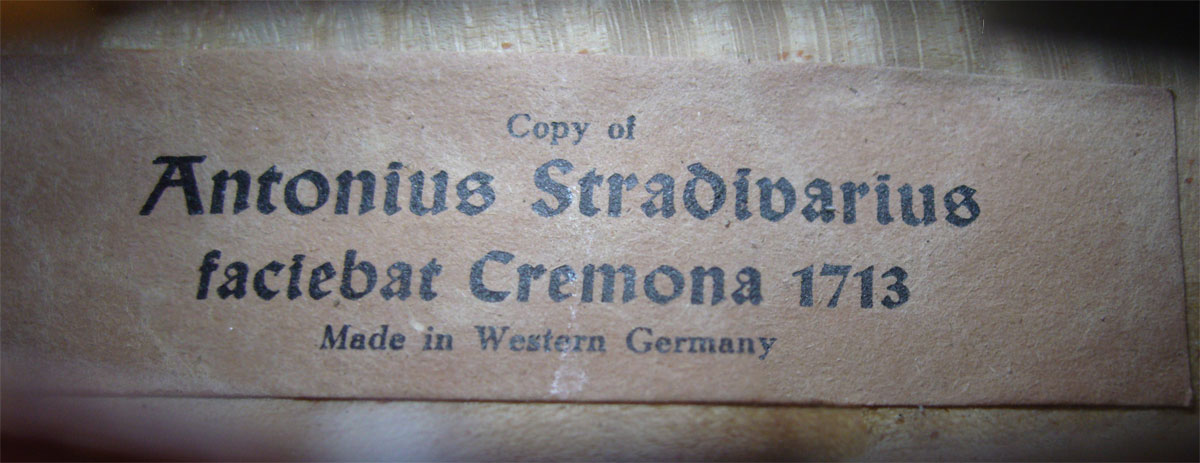 Copy of
Antonius Stradivarius
faciebat Cremona 1713
Made in Western Germany